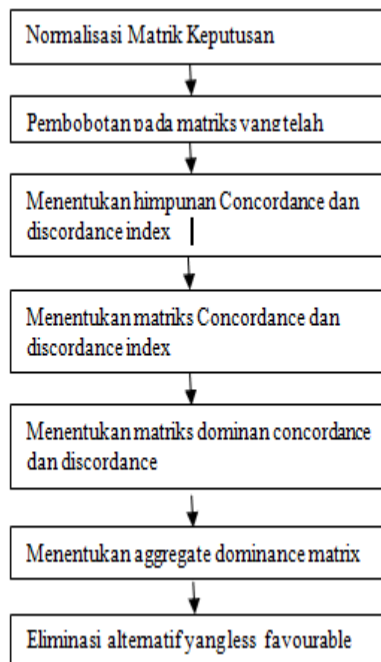 Normalisasi Matrik Keputusan
Pembobotan pada matriks yang telah
Menentukan himpunan Concordance dan
discordance index
Menentukan matriks Concordance dan
discordance index
Menentukan matriks dominan concordance
dan discordance
Menentukan aggregate dominance matrix
Eliminasi alternatif yang less favourable